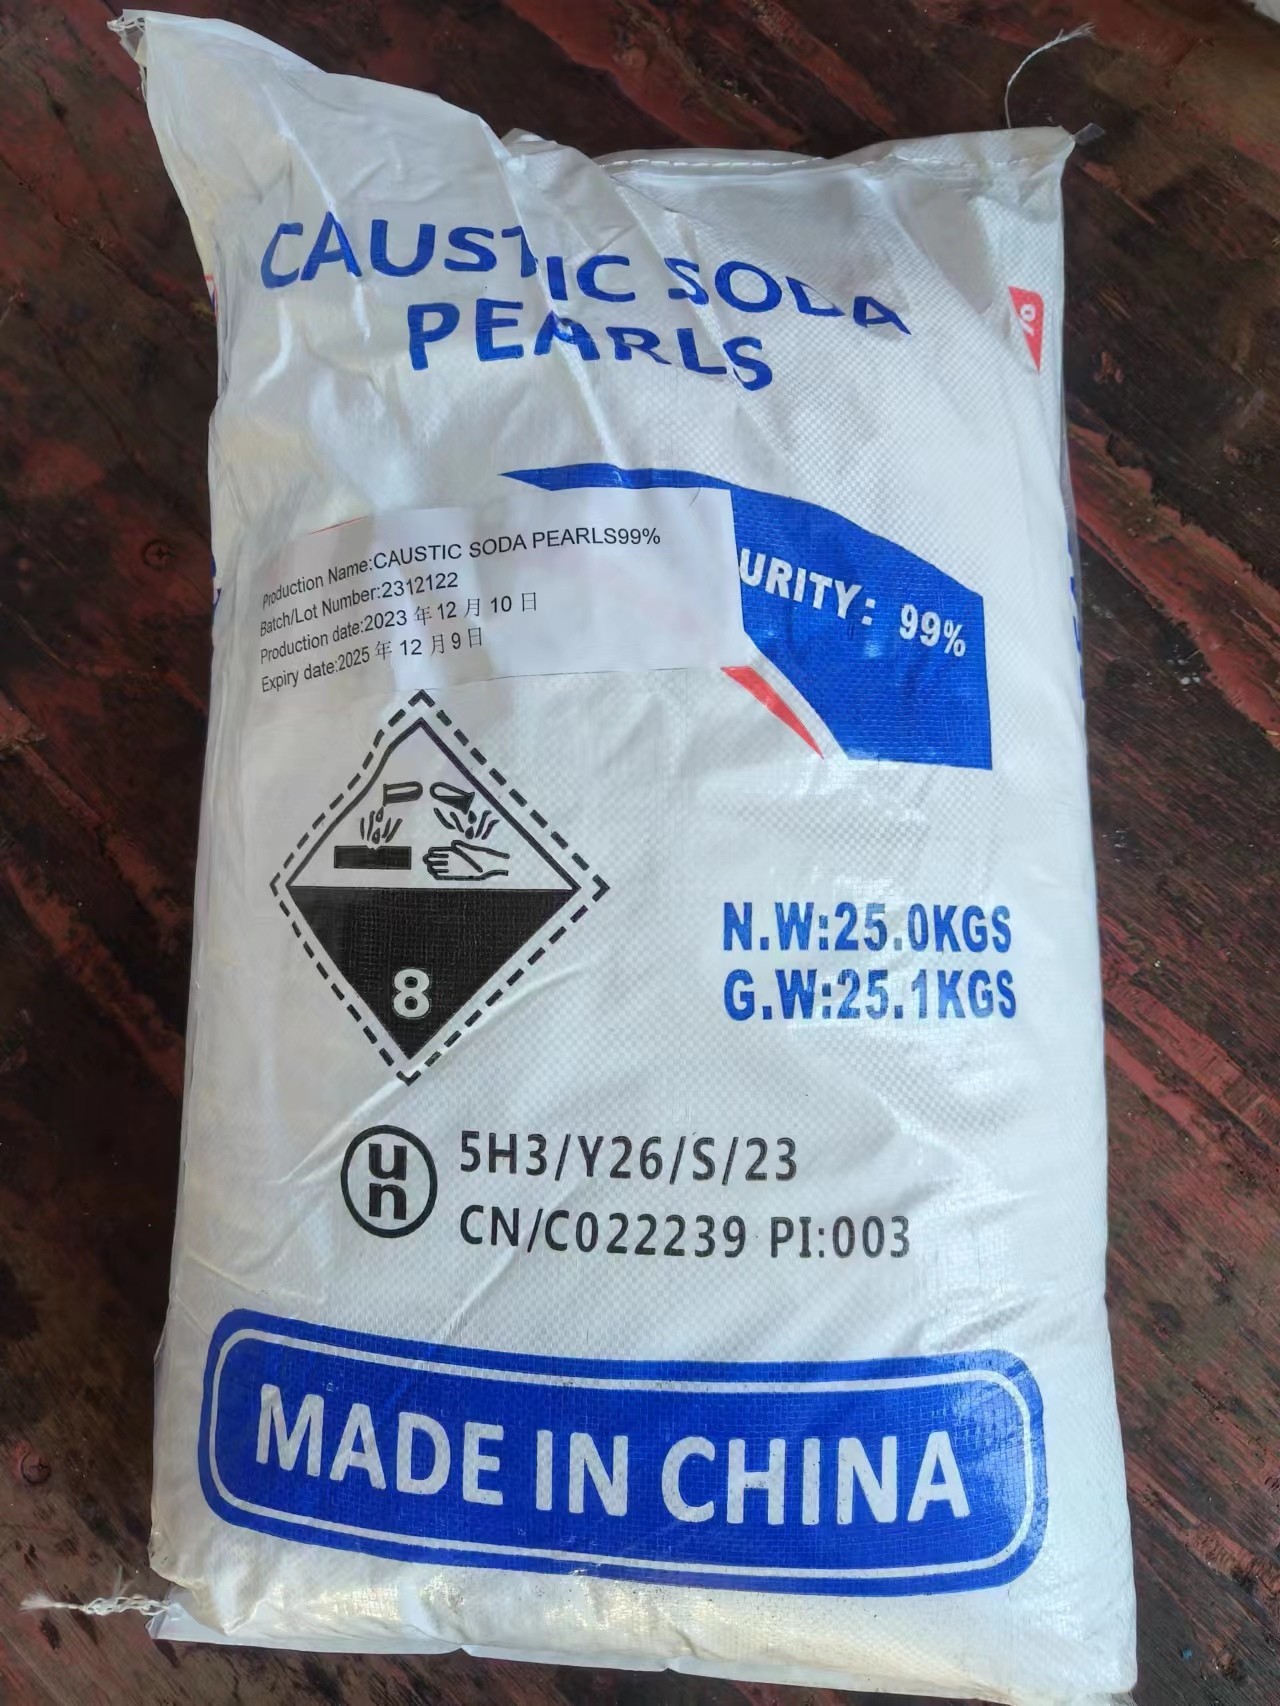 CAUSTIC SODA
PEARLS
%
Production Name:CAUSTIC SODA PEARLS99%
Batch/Lot Number:2312122
Production date:2023 年 12 月 10 日
Expiry date:2025 年 12 月 9 日
URITY: 99%
8
N.W:25.0KGS
G.W:25.1KGS
un
5H3/Y26/S/23
CN/C022239 PI:003
MADE IN CHINA